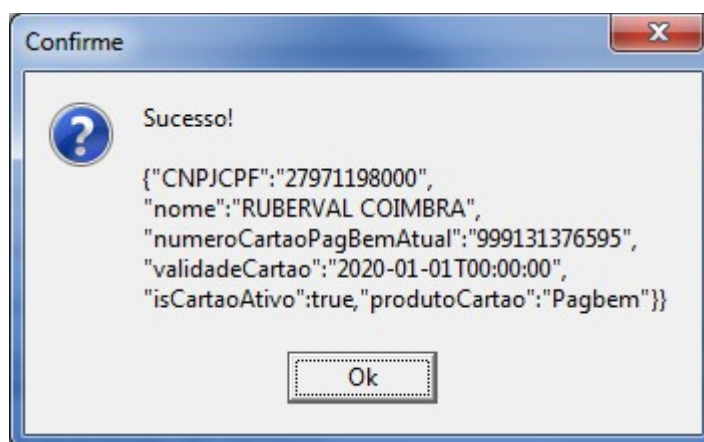 Confirme
Sucesso!
{"CNPJCPF":"27971198000",
"nome":"RUBERVAL COIMBRA",
"numeroCartaoPagBemAtual":"999131376595",
"validadeCartao":"2020-01-01T00:00:00",
"isCartaoAtivo":true,"produtoCartao":"Pagbem"}}
Ok